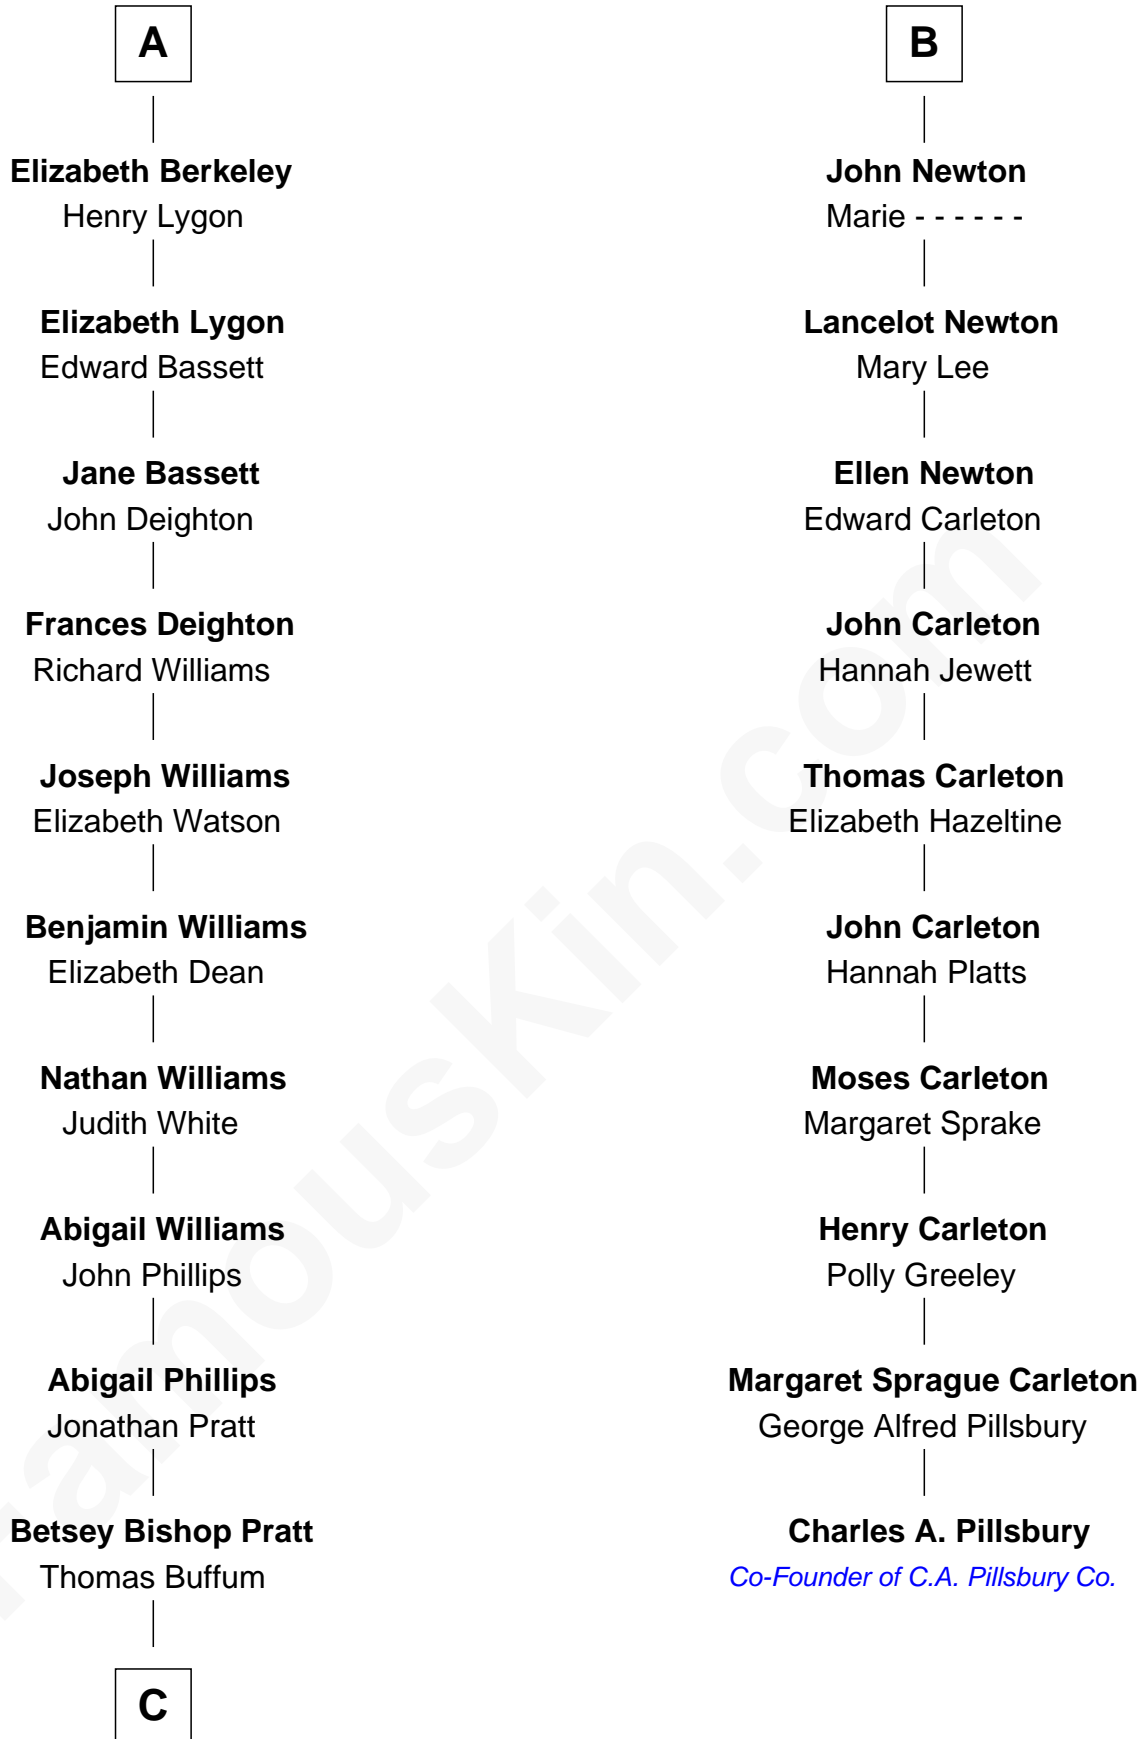 A
Elizabeth Berkeley
Henry Lygon
Elizabeth Lygon
Edward Bassett
Jane Bassett
John Deighton
Frances Deighton
Richard Williams
Joseph Williams
Elizabeth Watson
Benjamin Williams
Elizabeth Dean
Nathan Williams
Judith White
Abigail Williams
John Phillips
Abigail Phillips
Jonathan Pratt
Betsey Bishop Pratt
Thomas Buffum
C
B
John Newton
Marie - - - - - -
Lancelot Newton
Mary Lee
Ellen Newton
Edward Carleton
John Carleton
Hannah Jewett
Thomas Carleton
Elizabeth Hazeltine
John Carleton
Hannah Platts
Moses Carleton
Margaret Sprake
Henry Carleton
Polly Greeley
Margaret Sprague Carleton
George Alfred Pillsbury
Charles A. Pillsbury
Co-Founder of C.A. Pillsbury Co.
FamousKin.com